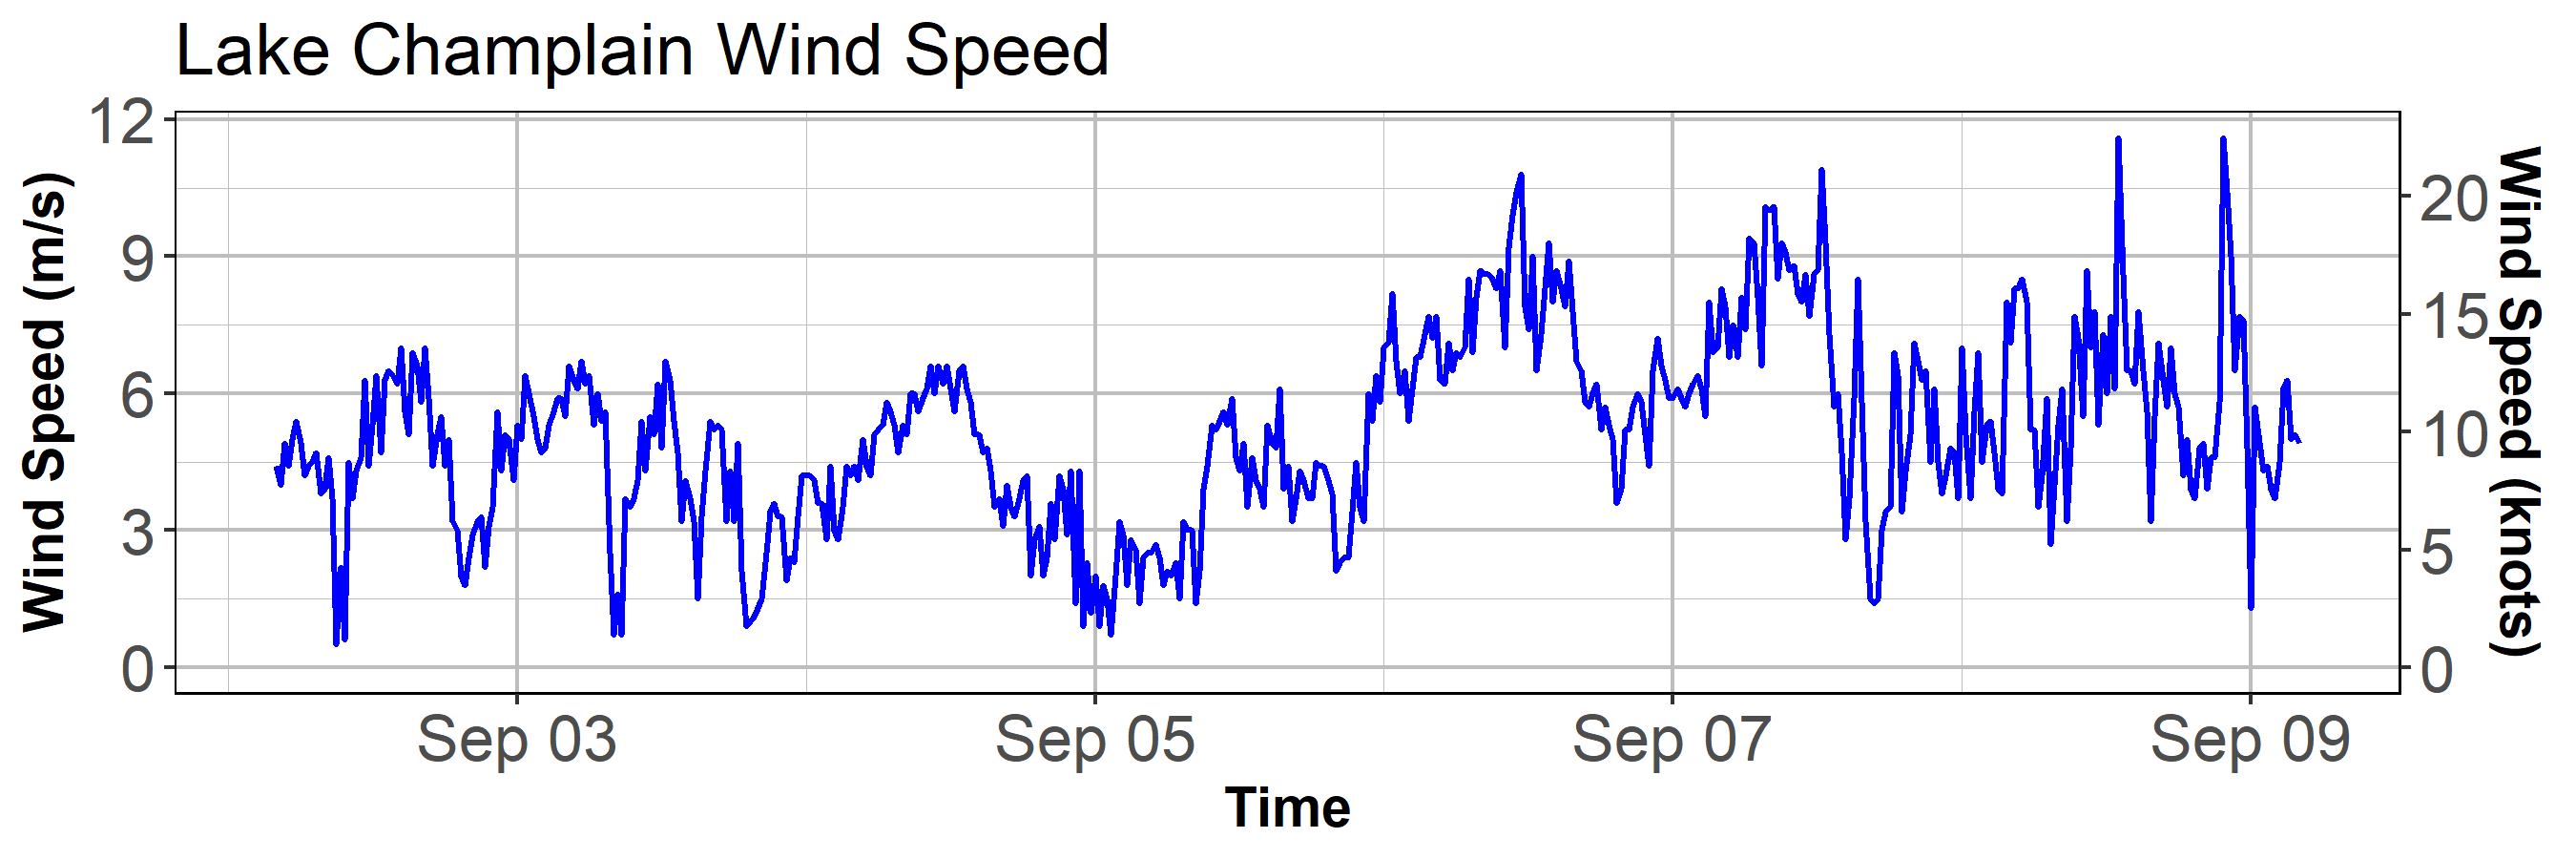 Lake Champlain Wind Speed
Wind Speed (m/s)
12
9
6
3
0
20
15
10
5
0
Wind Speed (knots)
Sep 03
Sep 05
Sep 07
Sep 09
Time